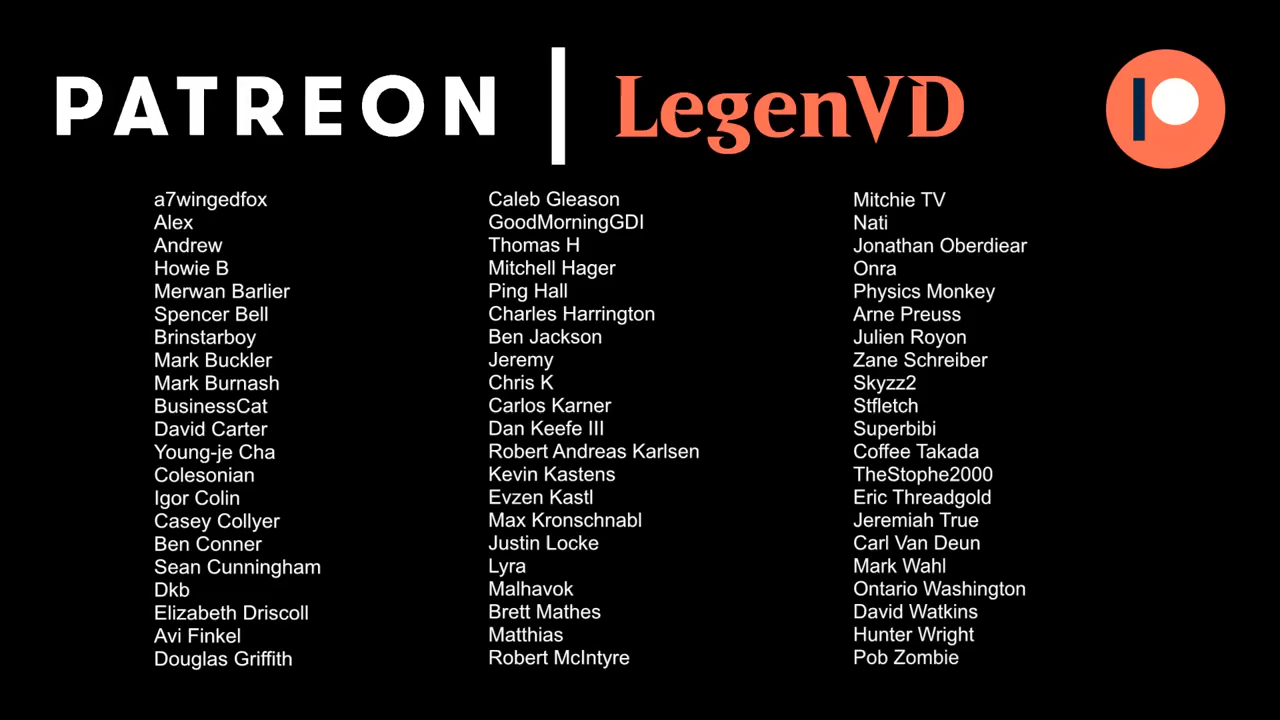 PATREON | LegenVD
a7wingedfox
Alex
Andrew
Howie B
Merwan Barlier
Spencer Bell
Brinstarboy
Mark Buckler
Mark Burnash
BusinessCat
David Carter
Young-je Cha
Colesonian
Igor Colin
Casey Collyer
Ben Conner
Sean Cunningham
Dkb
Elizabeth Driscoll
Avi Finkel
Douglas Griffith
Caleb Gleason
GoodMorningGDI
Thomas H
Mitchell Hager
Ping Hall
Charles Harrington
Ben Jackson
Jeremy
Chris K
Carlos Karner
Dan Keefe III
Robert Andreas Karlsen
Kevin Kastens
Evzen Kastl
Max Kronschnabl
Justin Locke
Lyra
Malhavok
Brett Mathes
Matthias
Robert McIntyre
Mitchie TV
Nati
Jonathan Oberdiear
Onra
Physics Monkey
Arne Preuss
Julien Royon
Zane Schreiber
Skyzz2
Stfletch
Superbibi
Coffee Takada
TheStophe2000
Eric Threadgold
Jeremiah True
Carl Van Deun
Mark Wahl
Ontario Washington
David Watkins
Hunter Wright
Pob Zombie